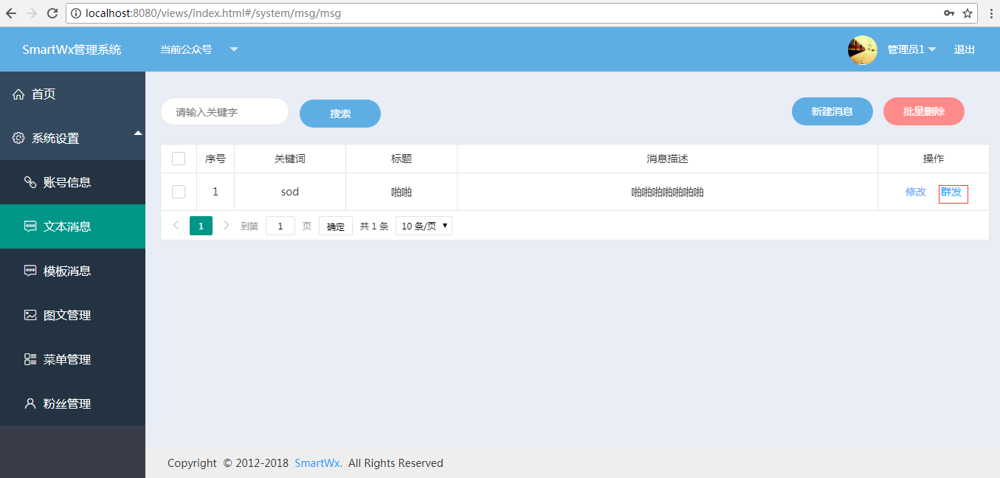 localhost:8080/views/index.html#/system/msg/msg
SmartWx管理系统 当前公众号 管理员1 退出
首页
系统设置
账号信息
文本消息
模板消息
图文管理
菜单管理
粉丝管理
请输入关键字 搜索 新建消息 批量删除
序号 关键词 标题 消息描述 操作
1 sod 啪啪 啪啪啪啪啪啪啪 修改 群发
1 到第 1 页 确定 共 1 条 10 条/页
Copyright © 2012-2018 SmartWx. All Rights Reserved